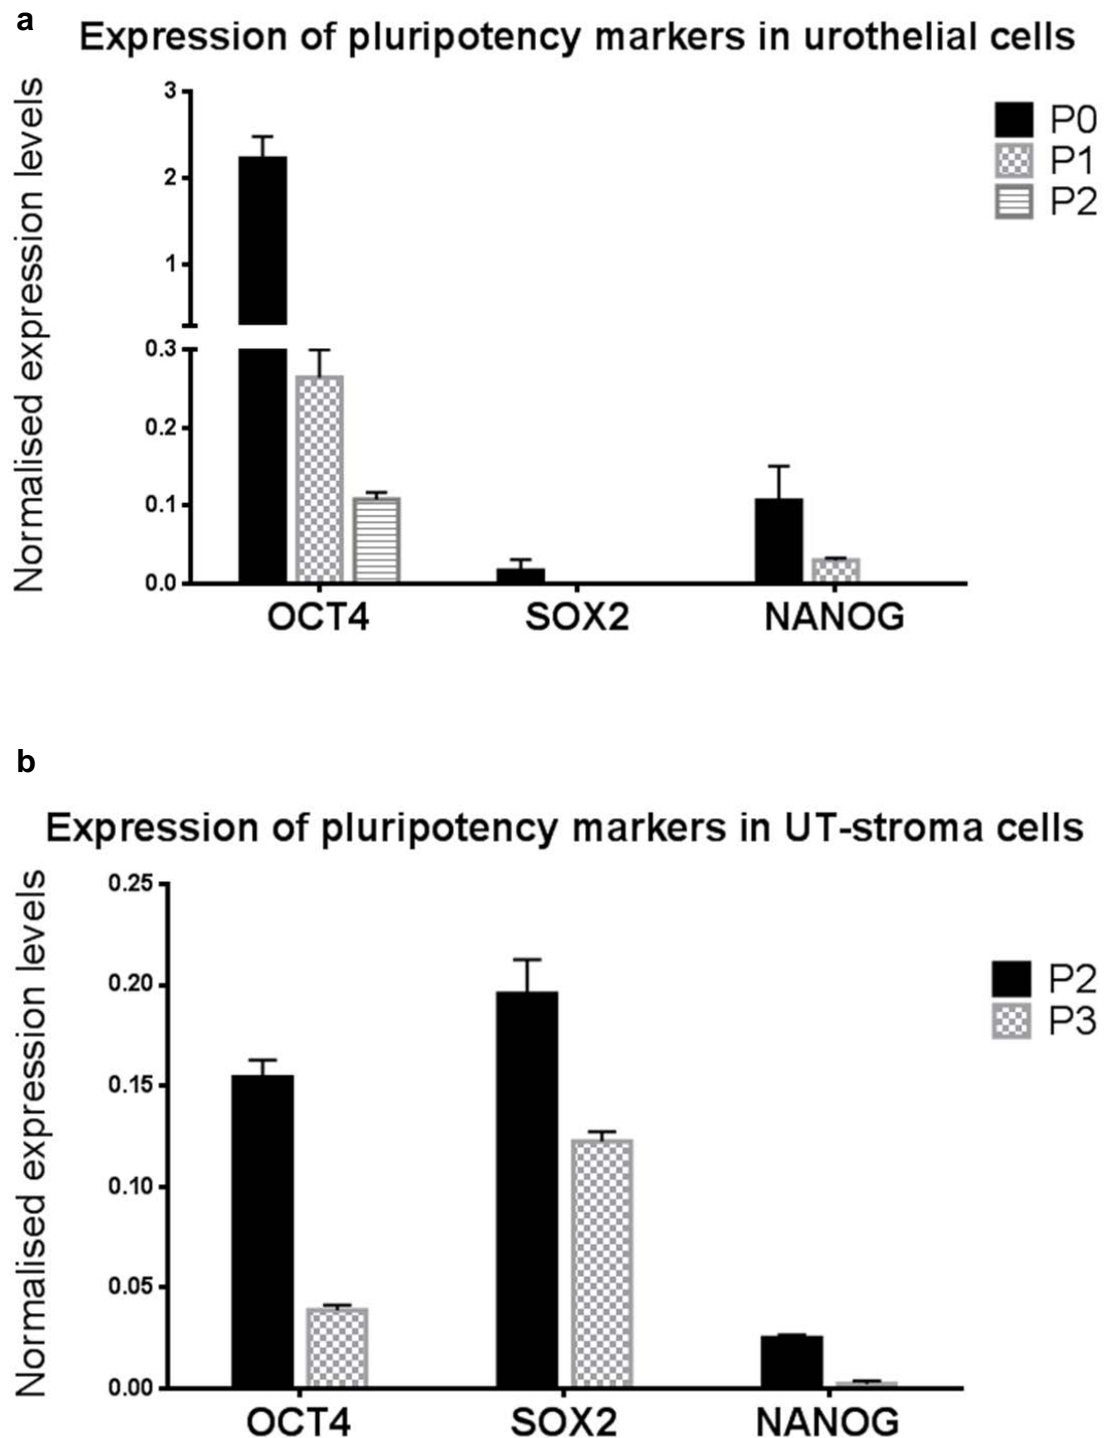 a
Expression of pluripotency markers in urothelial cells
Normalised expression levels
3
2
1
0.3
0.2
0.1
0.0
OCT4 SOX2 NANOG
P0
P1
P2
b
Expression of pluripotency markers in UT-stroma cells
Normalised expression levels
0.25
0.20
0.15
0.10
0.05
0.00
OCT4 SOX2 NANOG
P2
P3